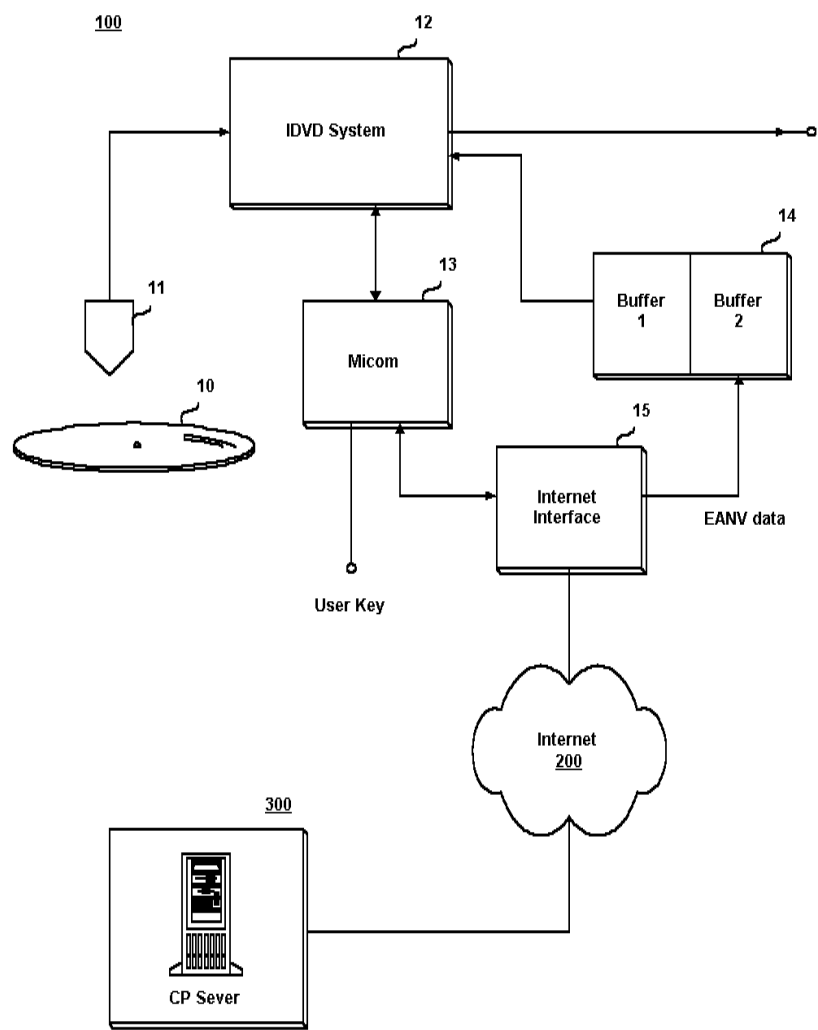 100
12
IDVD System
14
13
Buffer
1
Buffer
2
11
Micom
10
15
Internet
Interface
EANV data
User Key
Internet
200
300
CP Sever